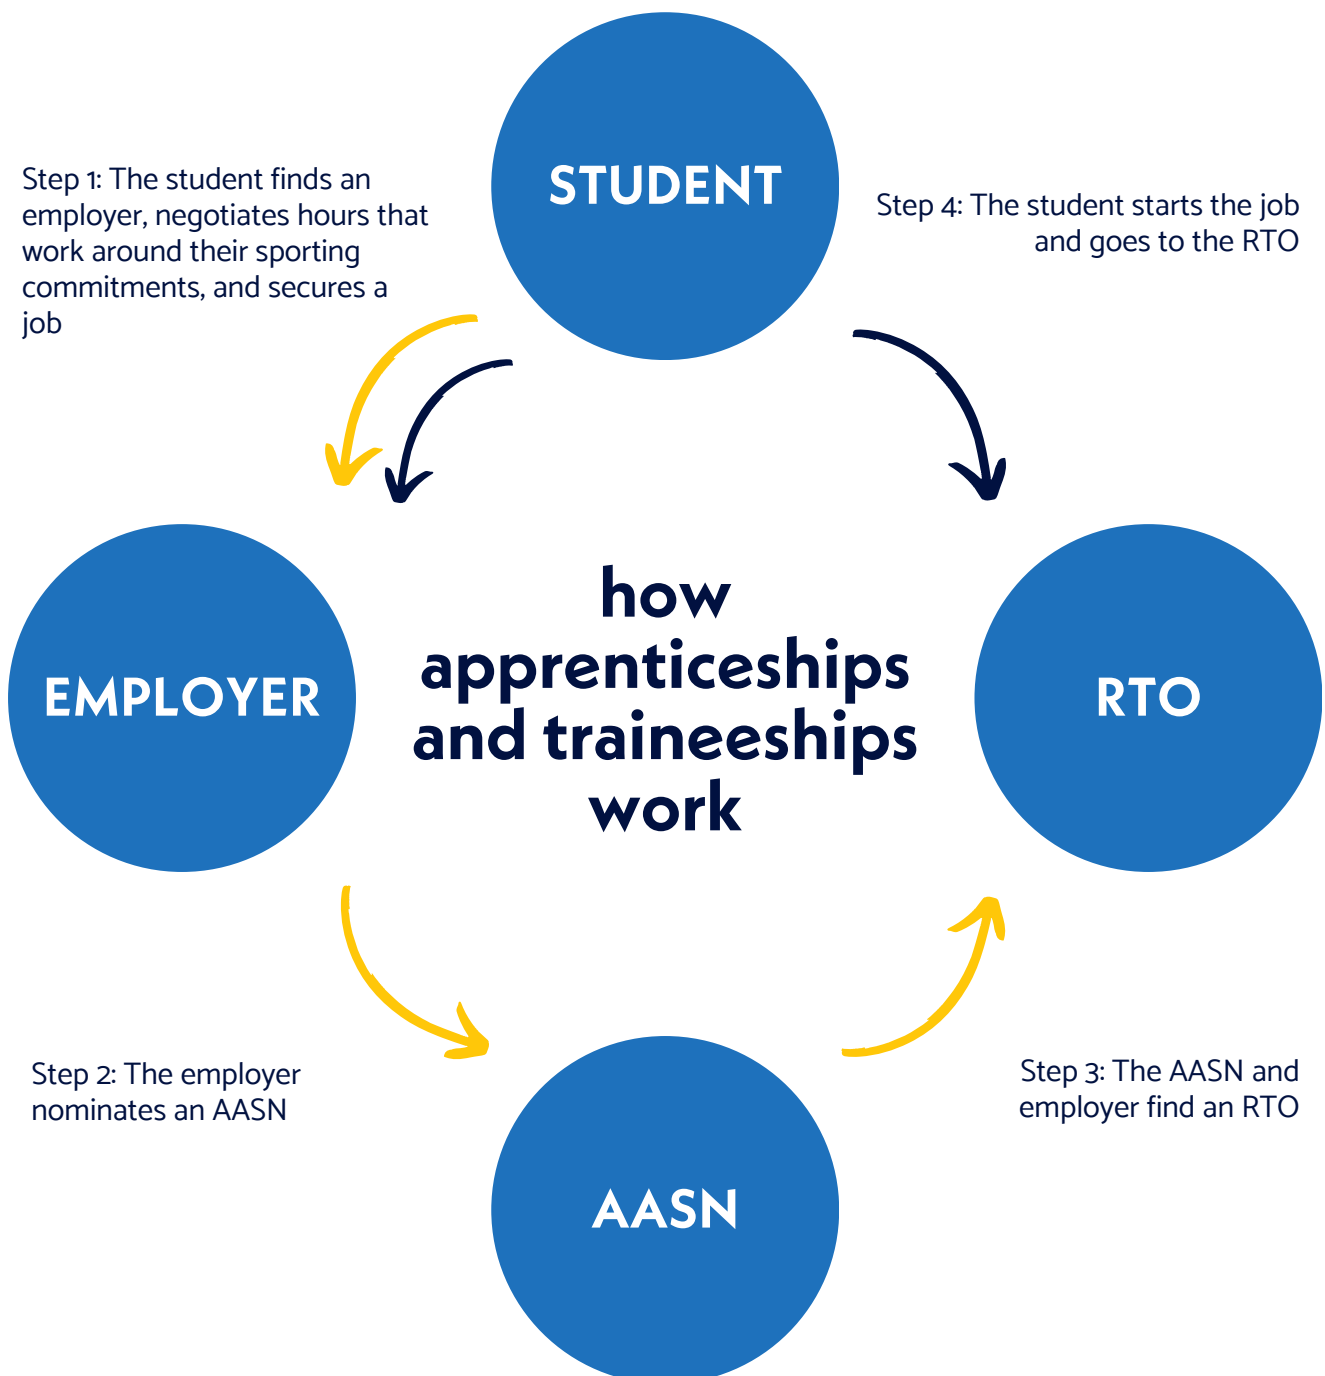 STUDENT
Step 1: The student finds an
employer, negotiates hours that
work around their sporting
commitments, and secures a
job
Step 4: The student starts the job
and goes to the RTO
EMPLOYER
how
apprenticeships
and traineeships
work
RTO
Step 2: The employer
nominates an AASN
Step 3: The AASN and
employer find an RTO
AASN